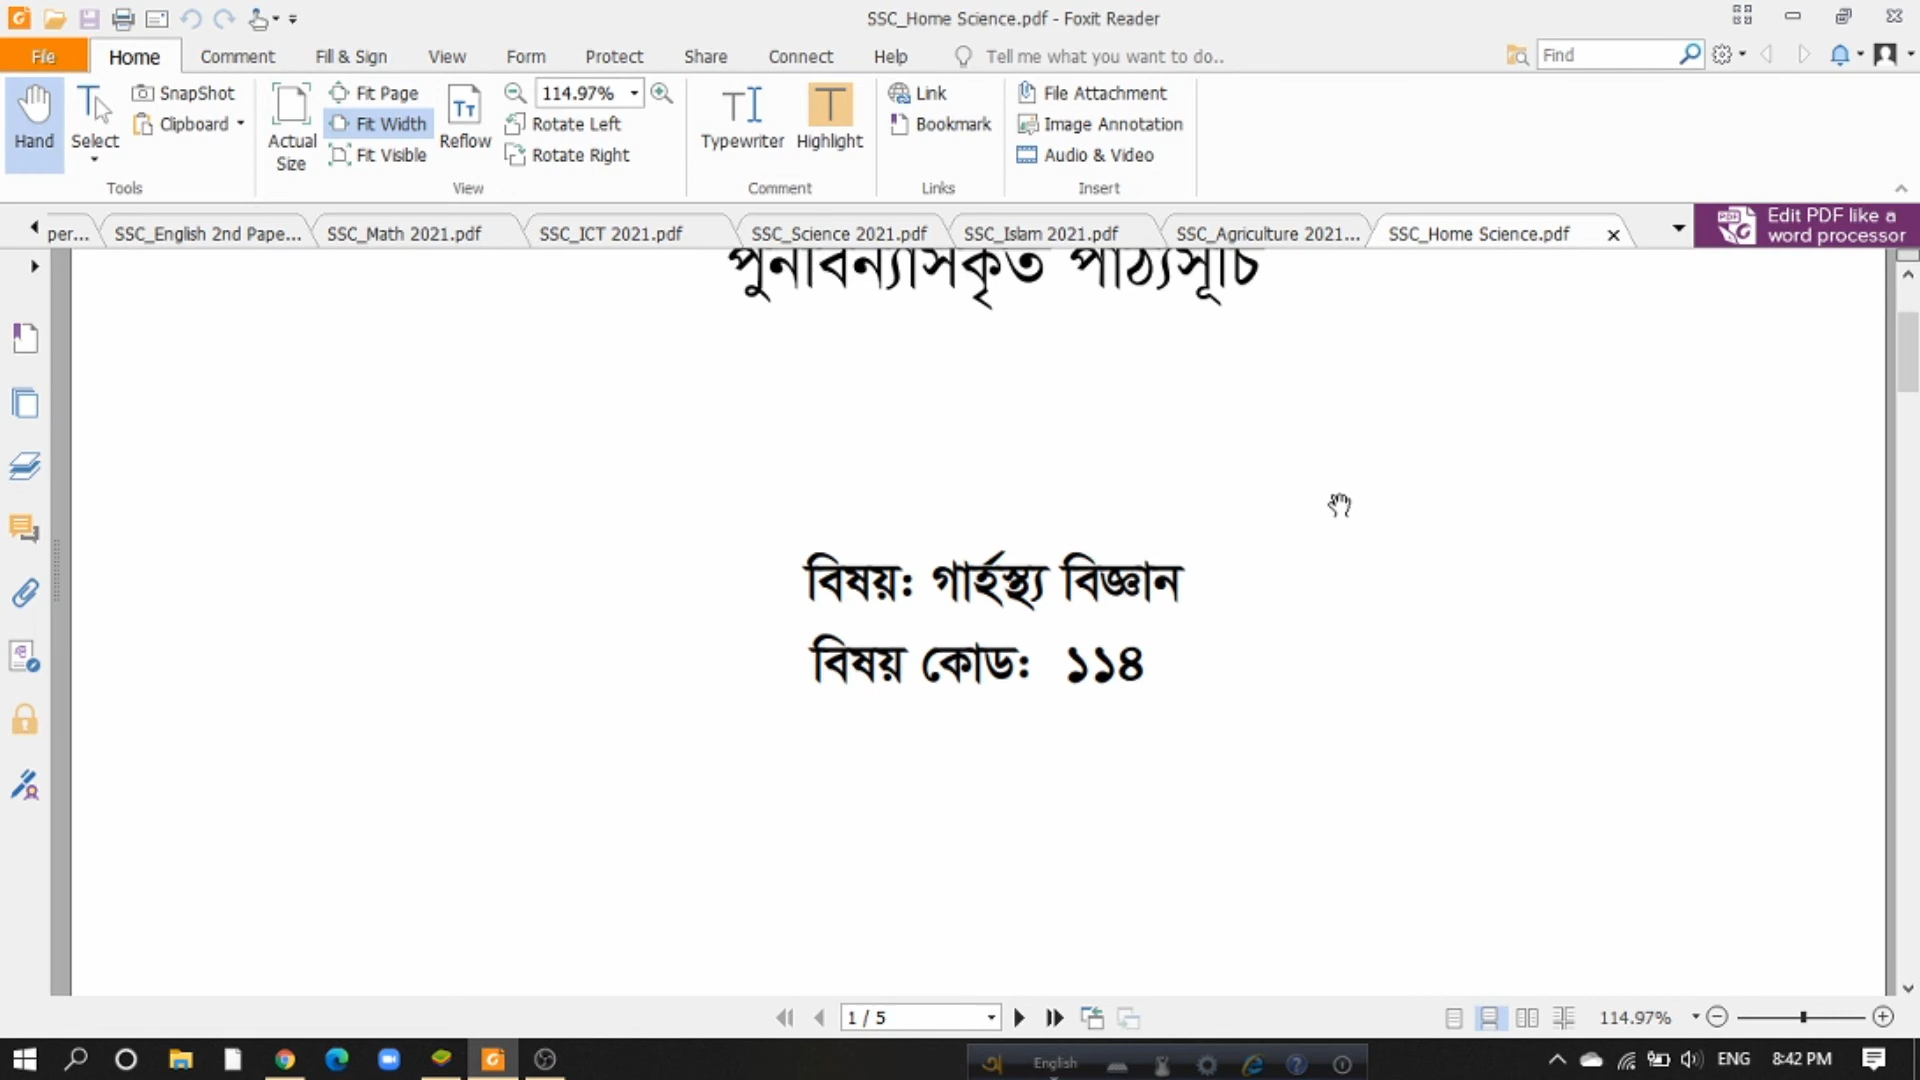 SSC_Home Science.pdf - Foxit Reader
File Home Comment Fill & Sign View Form Protect Share Connect Help Tell me what you want to do.. Find
Hand
Select
SnapShot
Clipboard
Tools
Actual Size
Fit Page
Fit Width
Fit Visible
Reflow
114.97%
Rotate Left
Rotate Right
View
Typewriter
Highlight
Comment
Link
Bookmark
Links
File Attachment
Image Annotation
Audio & Video
Insert
per... SSC_English 2nd Pape... SSC_Math 2021.pdf SSC_ICT 2021.pdf SSC_Science 2021.pdf SSC_Islam 2021.pdf SSC_Agriculture 2021... SSC_Home Science.pdf
Edit PDF like a
word processor
পুনর্বিন্যাসকৃত পাঠ্যসূচি
বিষয়: গার্হস্থ্য বিজ্ঞান
বিষয় কোড: ১১৪
1 / 5
114.97%
English
ENG 8:42 PM